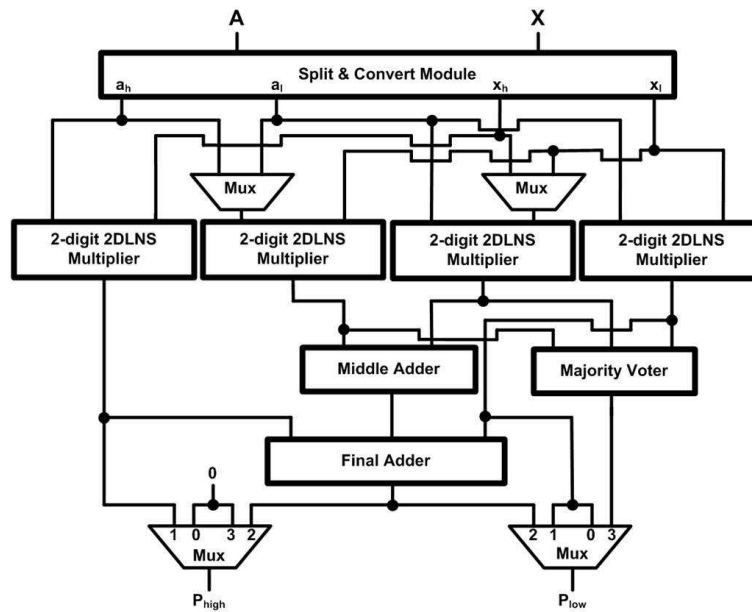 A X
Split & Convert Module
ah al xh xl
Mux Mux
2-digit 2DLNS Multiplier
2-digit 2DLNS Multiplier
2-digit 2DLNS Multiplier
2-digit 2DLNS Multiplier
Middle Adder Majority Voter
Final Adder
0
1 0 3 2 2 1 0 3
Mux Mux
Phigh Plow